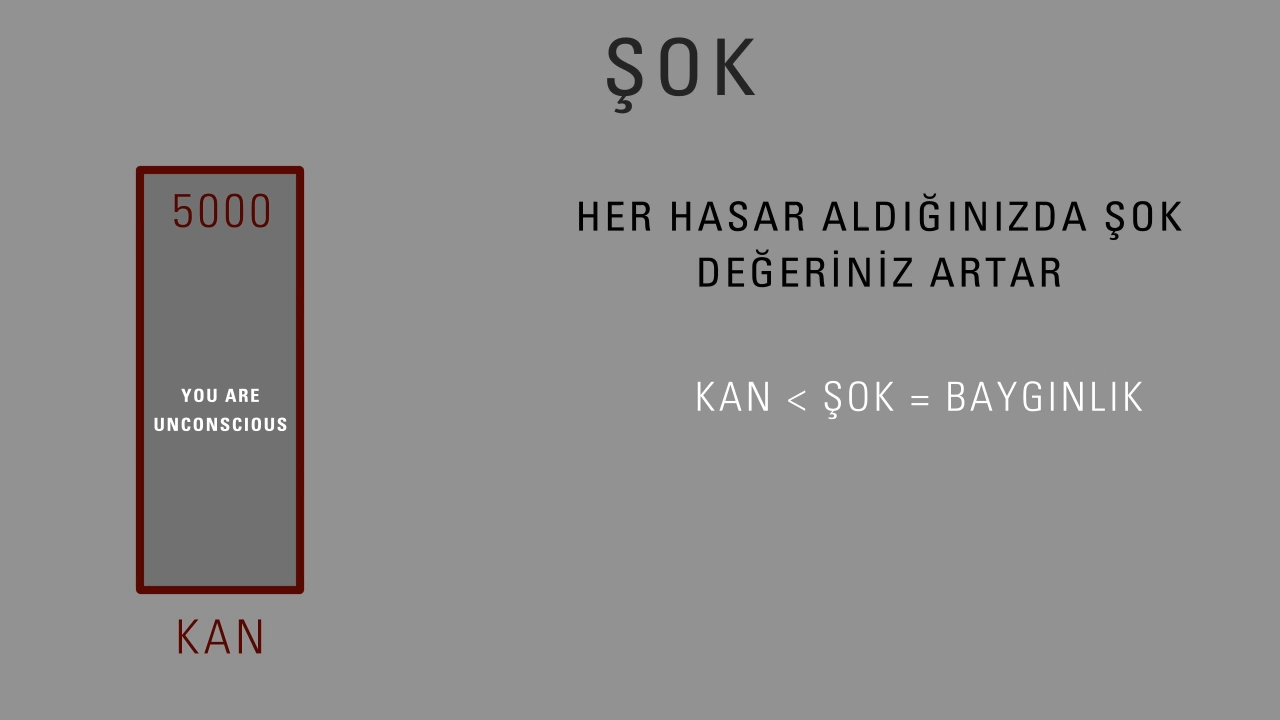 ŞOK
5000
YOU ARE
UNCONSCIOUS
KAN
HER HASAR ALDIĞINIZDA ŞOK
DEĞERİNİZ ARTAR
KAN < ŞOK = BAYGINLIK